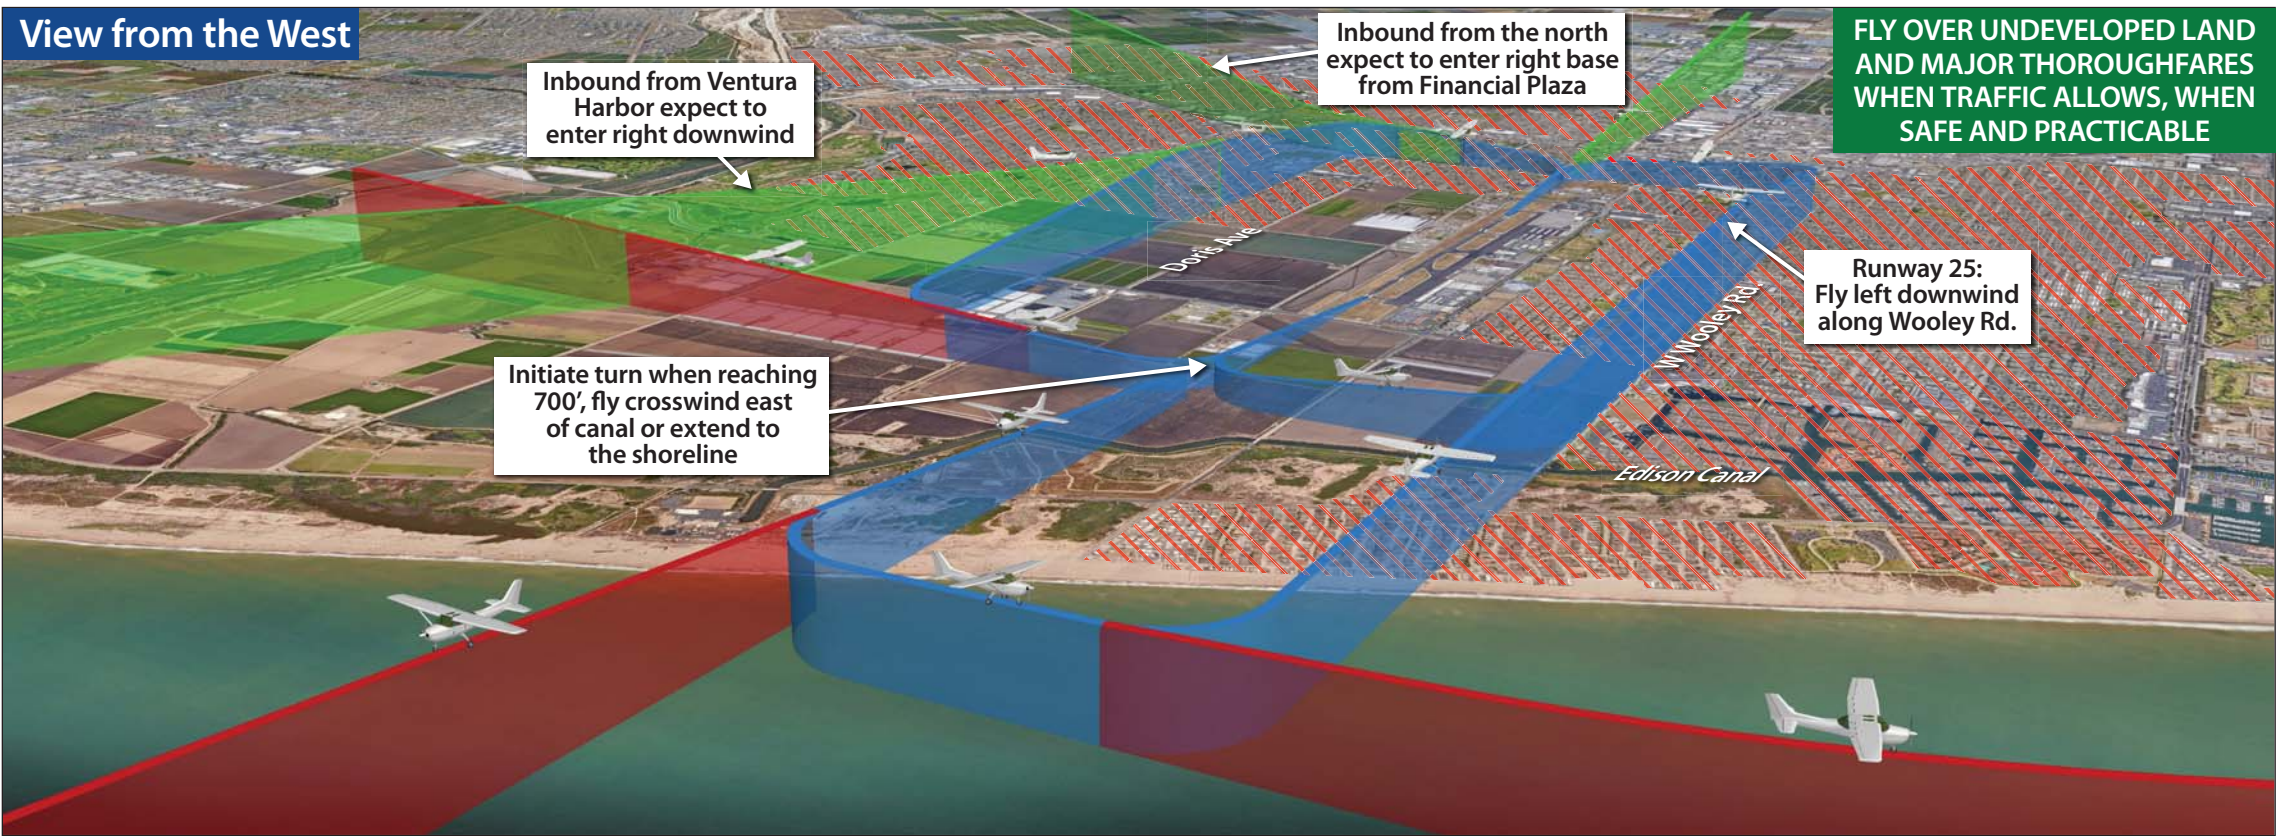 View from the West
Inbound from Ventura
Harbor expect to
enter right downwind
Inbound from the north
expect to enter right base
from Financial Plaza
FLY OVER UNDEVELOPED LAND
AND MAJOR THOROUGHFARES
WHEN TRAFFIC ALLOWS, WHEN
SAFE AND PRACTICABLE
Doris Ave
Runway 25:
Fly left downwind
along Wooley Rd.
W Wooley Rd.
Initiate turn when reaching
700’, fly crosswind east
of canal or extend to
the shoreline
Edison Canal